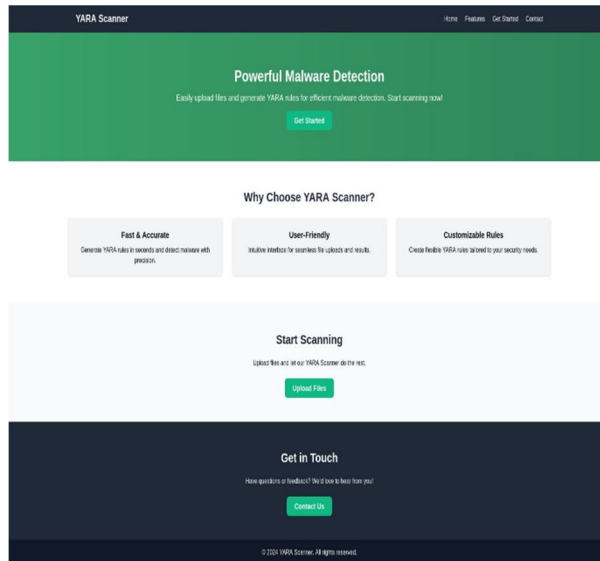 YARA Scanner
Home Features Get Started Contact
Powerful Malware Detection
Easily upload files and generate YARA rules for efficient malware detection. Start scanning now!
Get Started
Why Choose YARA Scanner?
Fast & Accurate
Generate YARA rules in seconds and detect malware with
precision.
User-Friendly
Intuitive interface for seamless file uploads and results.
Customizable Rules
Create flexible YARA rules tailored to your security needs.
Start Scanning
Upload files and let our YARA Scanner do the rest.
Upload Files
Get in Touch
Have questions or feedback? We'd love to hear from you!
Contact Us
© 2024 YARA Scanner. All rights reserved.